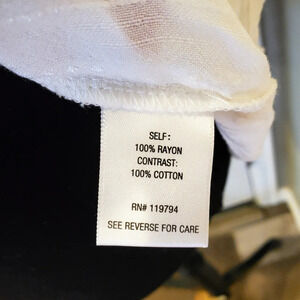 SELF:
100% RAYON
CONTRAST:
100% COTTON
RN# 119794
SEE REVERSE FOR CARE